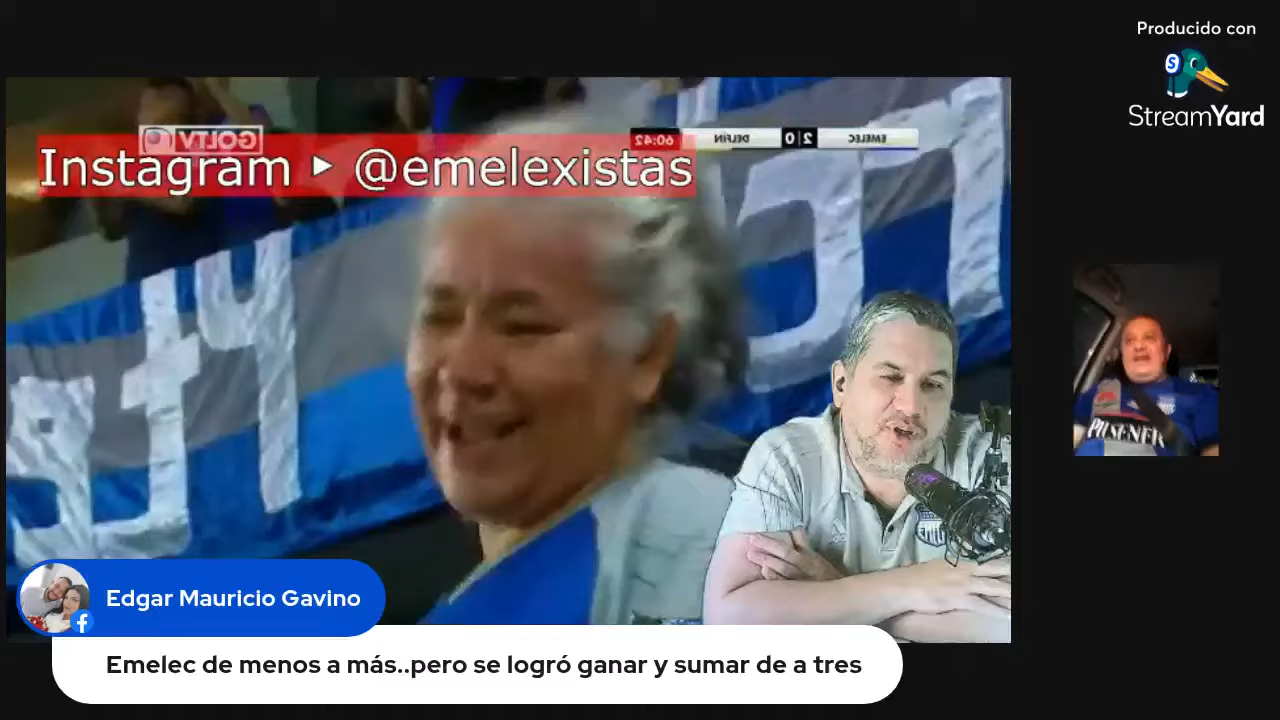 Producido con
StreamYard
GOLTV
60:42 DELFÍN 2 0 EMELEC
Instagram ▸ @emelexistas
PILSENER
Edgar Mauricio Gavino
Emelec de menos a más..pero se logró ganar y sumar de a tres